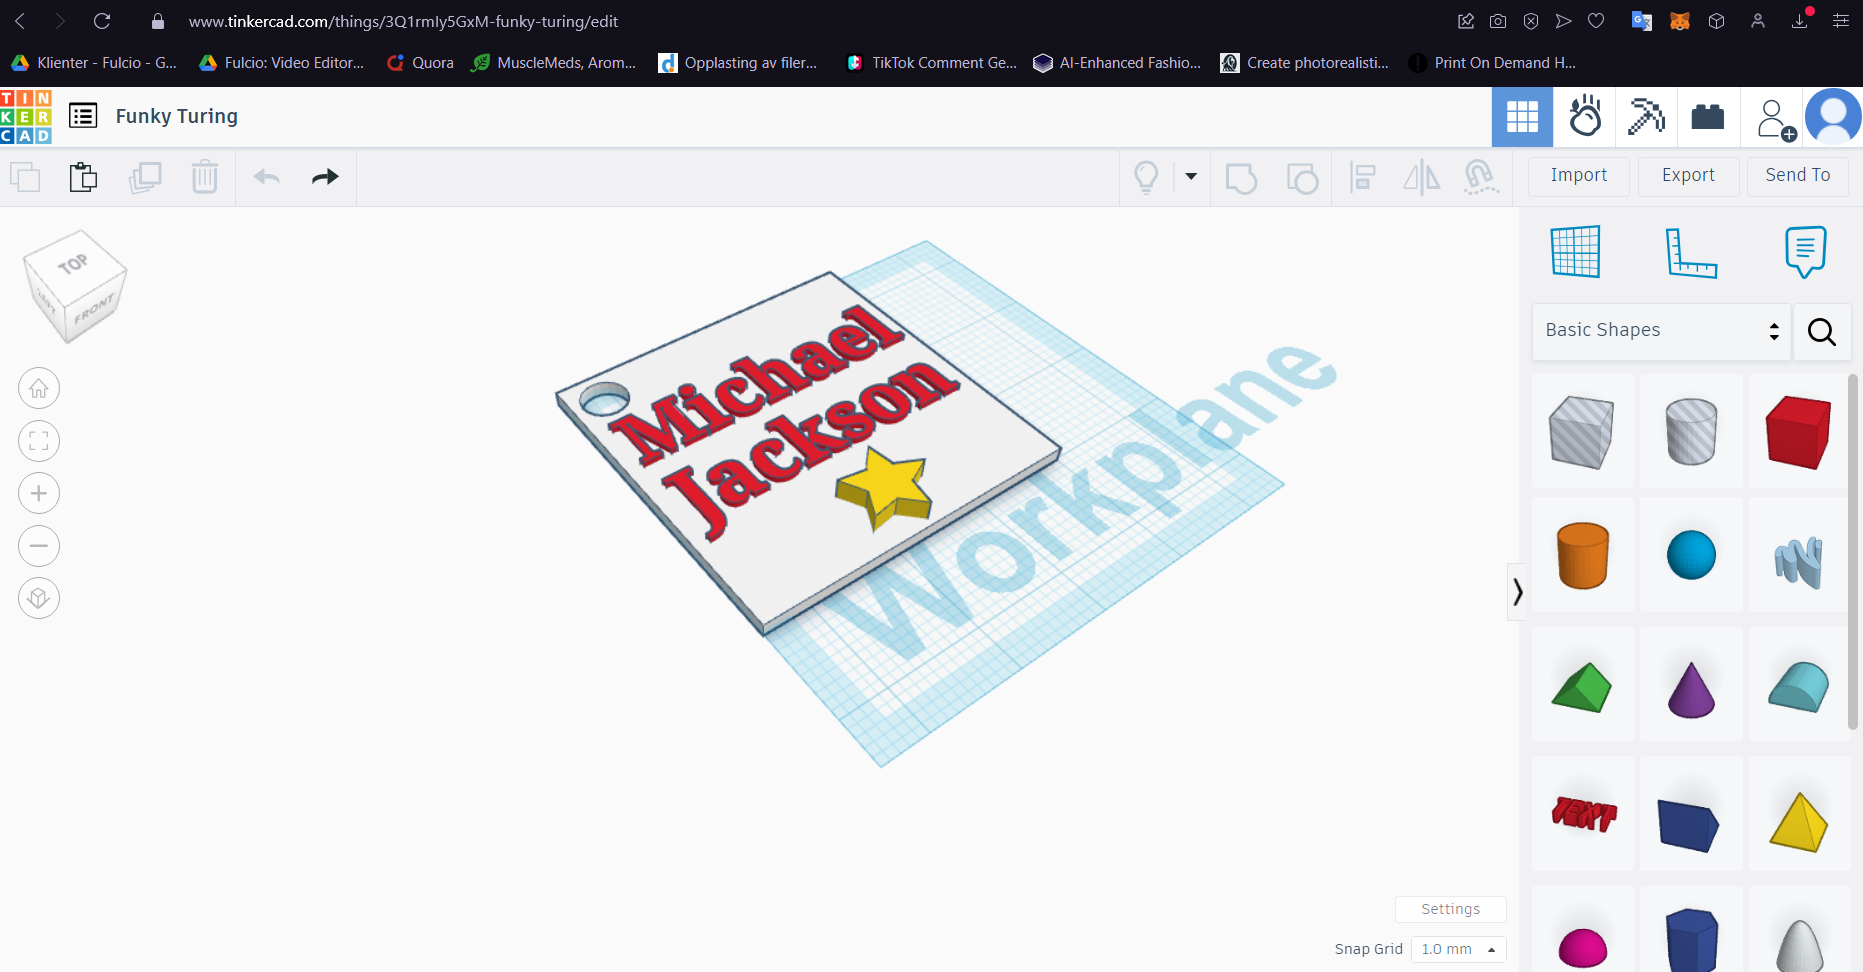 www.tinkercad.com/things/3Q1rmIy5GxM-funky-turing/edit
Klienter - Fulcio - G...
Fulcio: Video Editor...
Quora
MuscleMeds, Arom...
Opplasting av filer...
TikTok Comment Ge...
AI-Enhanced Fashio...
Create photorealisti...
Print On Demand H...
TIN
KER
CAD
Funky Turing
Import
Export
Send To
TOP
LEFT
FRONT
Michael
Jackson
Workplane
Basic Shapes
TEXT
Settings
Snap Grid
1.0 mm